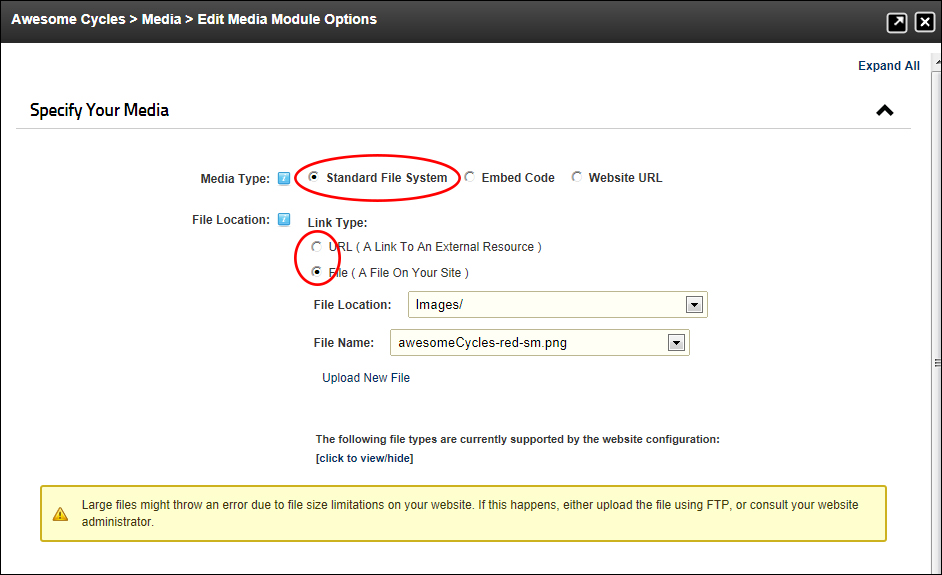 Awesome Cycles > Media > Edit Media Module Options
Expand All
Specify Your Media
Media Type: Standard File System Embed Code Website URL
File Location: Link Type:
URL ( A Link To An External Resource )
File ( A File On Your Site )
File Location: Images/
File Name: awesomeCycles-red-sm.png
Upload New File
The following file types are currently supported by the website configuration:
[click to view/hide]
Large files might throw an error due to file size limitations on your website. If this happens, either upload the file using FTP, or consult your website
administrator.